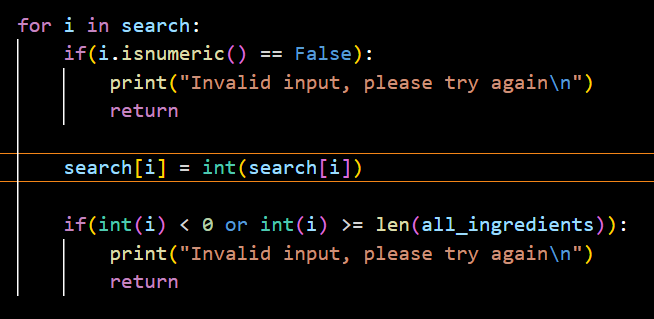 for i in search:
    if(i.isnumeric() == False):
        print("Invalid input, please try again\n")
        return
    search[i] = int(search[i])
    if(int(i) < 0 or int(i) >= len(all_ingredients)):
        print("Invalid input, please try again\n")
        return